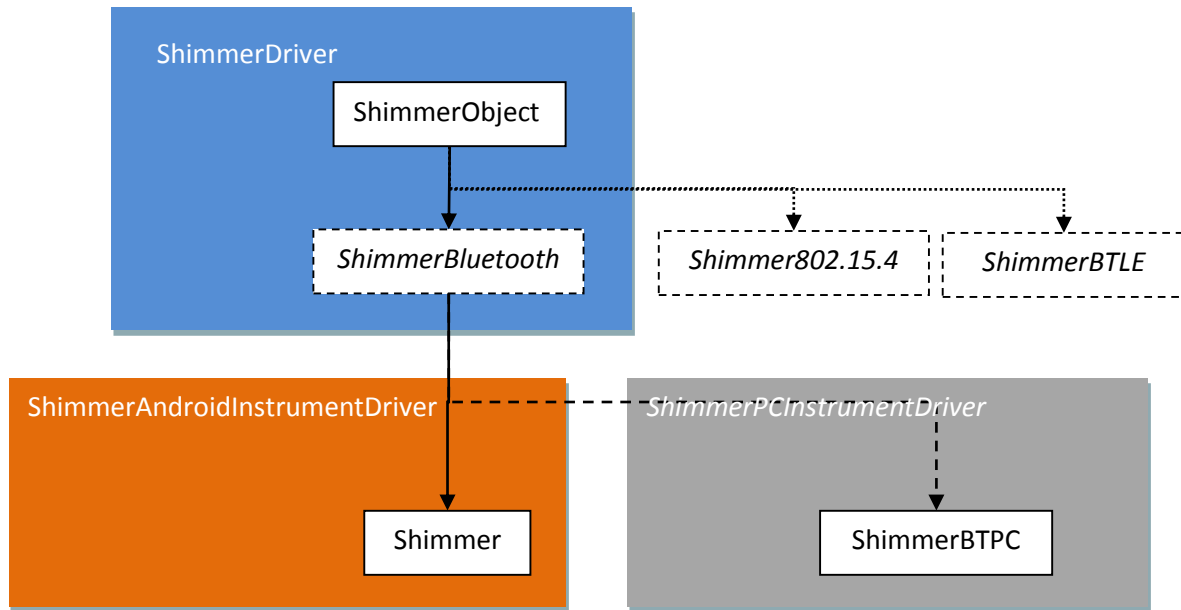 ShimmerDriver
ShimmerObject
ShimmerBluetooth
Shimmer802.15.4
ShimmerBTLE
ShimmerAndroidInstrumentDriver
ShimmerPCInstrumentDriver
Shimmer
ShimmerBTPC